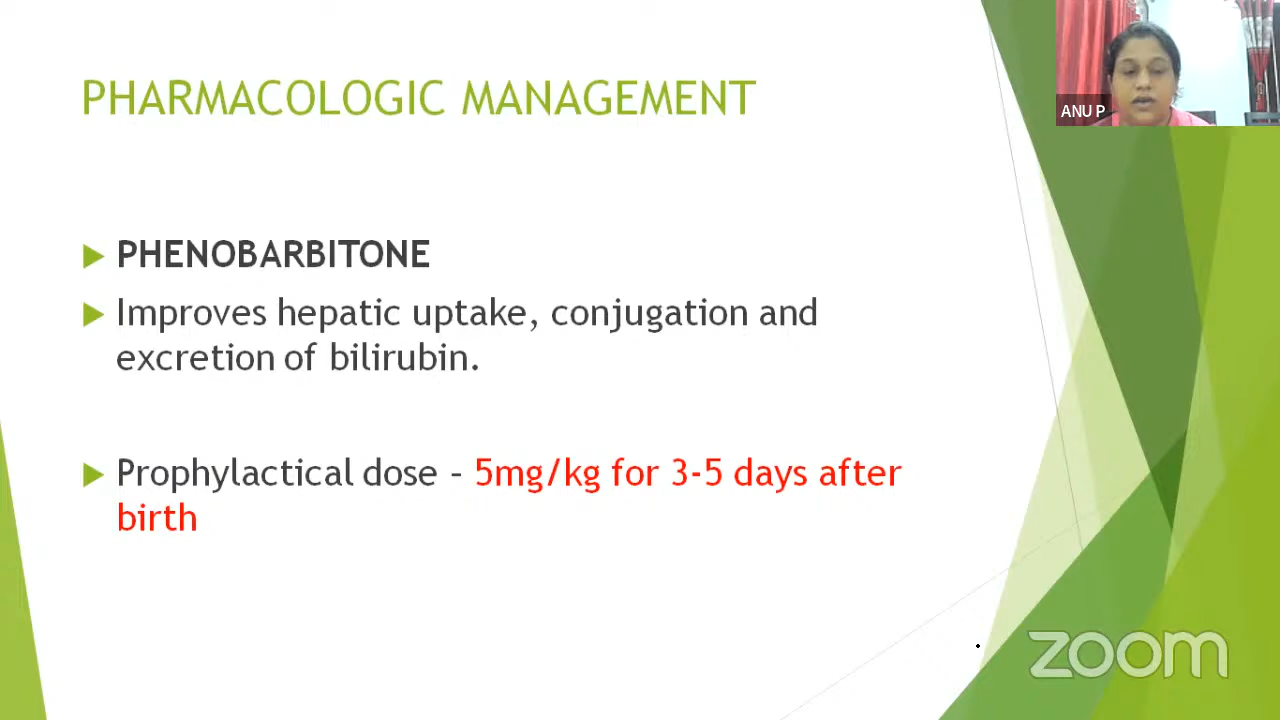 PHARMACOLOGIC MANAGEMENT
ANU P
PHENOBARBITONE
Improves hepatic uptake, conjugation and
excretion of bilirubin.
Prophylactical dose – 5mg/kg for 3-5 days after
birth
zoom